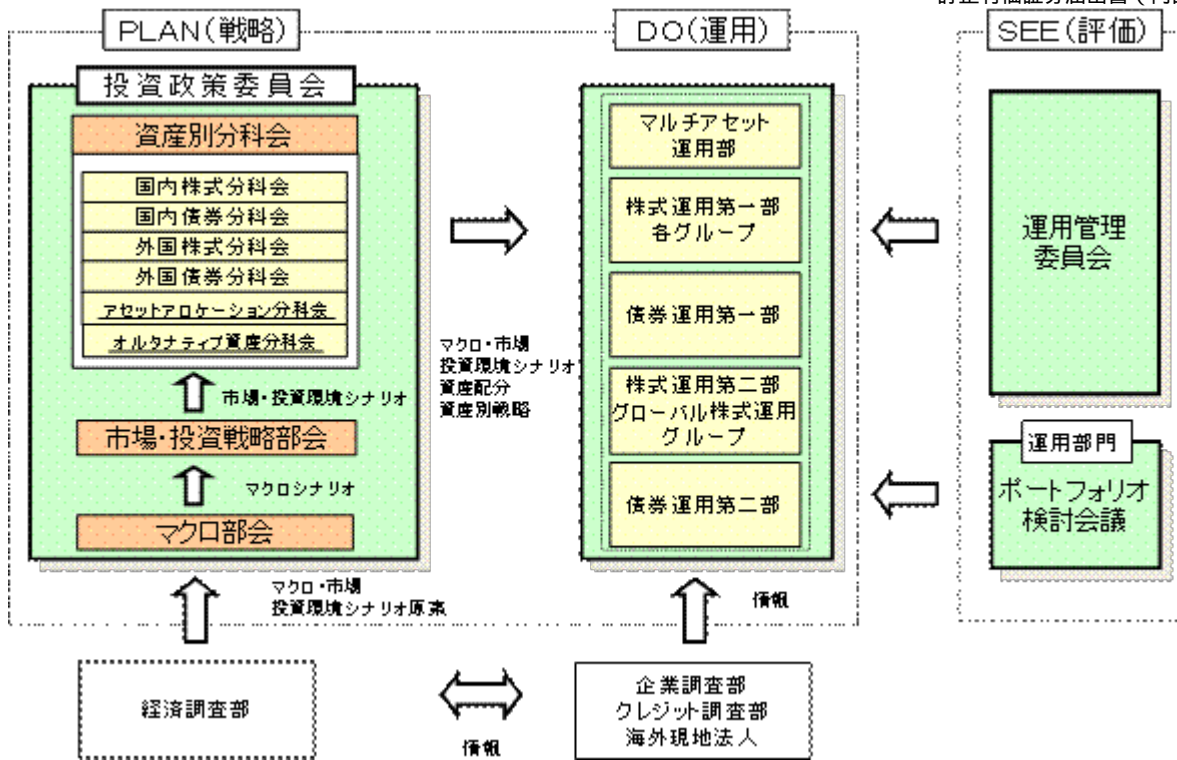 PLAN(戦略)
DO(運用)
SEE(評価)
投資政策委員会
資産別分科会
国内株式分科会
国内債券分科会
外国株式分科会
外国債券分科会
アセットアロケーション分科会
オルタナティブ資産分科会
市場・投資環境シナリオ
市場・投資戦略部会
マクロシナリオ
マクロ部会
マクロ・市場
投資環境シナリオ原案
マクロ・市場
投資環境シナリオ
資産配分
資産別戦略
マルチアセット
運用部
株式運用第一部
各グループ
債券運用第一部
株式運用第二部
グローバル株式運用
グループ
債券運用第二部
情報
運用管理
委員会
運用部門
ポートフォリオ
検討会議
経済調査部
情報
企業調査部
クレジット調査部
海外現地法人